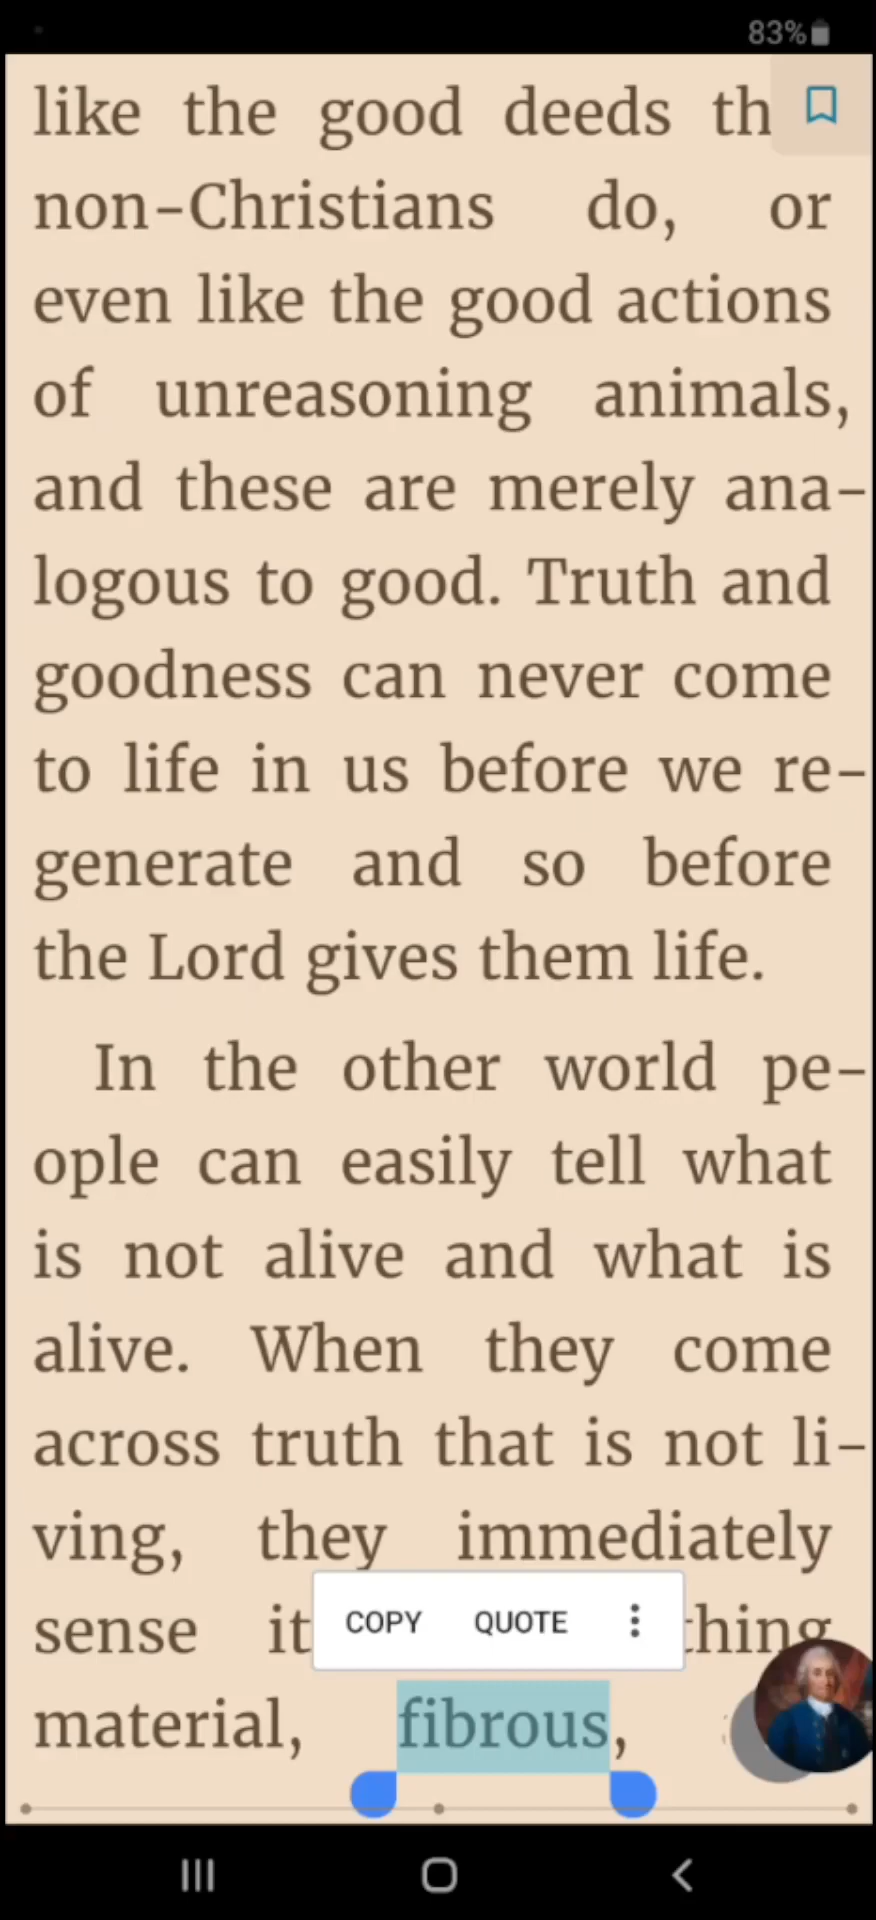 83%
like the good deeds th
non-Christians do, or
even like the good actions
of unreasoning animals,
and these are merely ana-
logous to good. Truth and
goodness can never come
to life in us before we re-
generate and so before
the Lord gives them life.
In the other world pe-
ople can easily tell what
is not alive and what is
alive. When they come
across truth that is not li-
ving, they immediately
sense it thing
COPY QUOTE
material, fibrous,